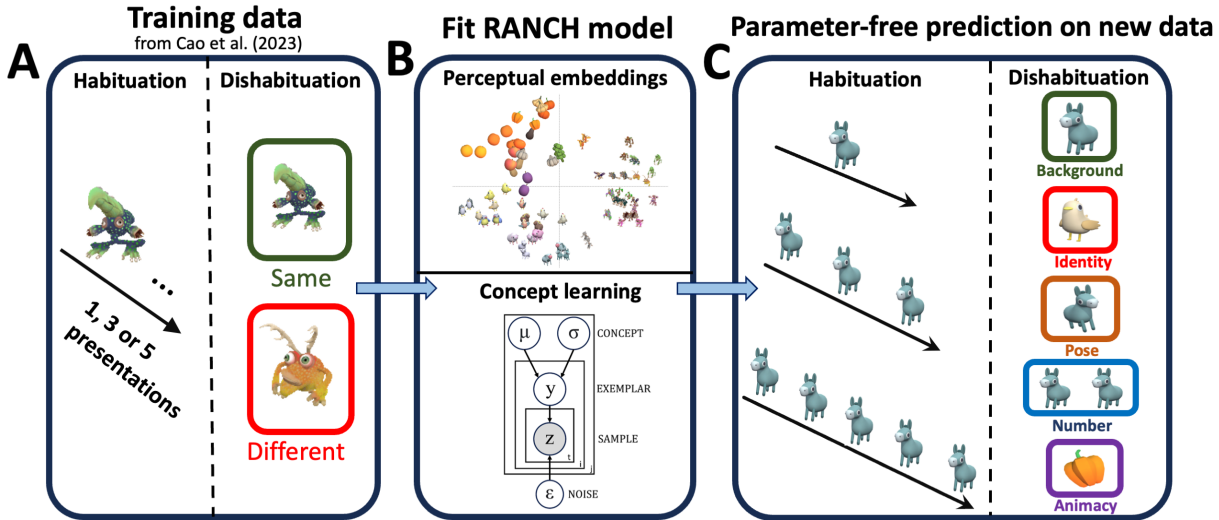 Training data
from Cao et al. (2023)
A
Habituation
Dishabituation
...
1, 3 or 5
presentations
Same
Different
Fit RANCH model
B
Perceptual embeddings
Concept learning
μ
σ
CONCEPT
y
EXEMPLAR
z
SAMPLE
t
i
j
ε
NOISE
Parameter-free prediction on new data
C
Habituation
Dishabituation
Background
Identity
Pose
Number
Animacy